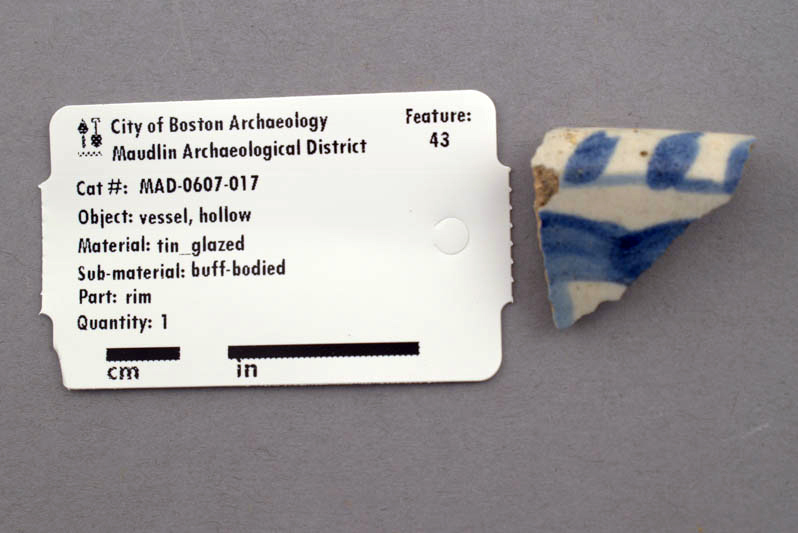 City of Boston Archaeology
Maudlin Archaeological District
Feature:
43
Cat #: MAD-0607-017
Object: vessel, hollow
Material: tin_glazed
Sub-material: buff-bodied
Part: rim
Quantity: 1
cm in